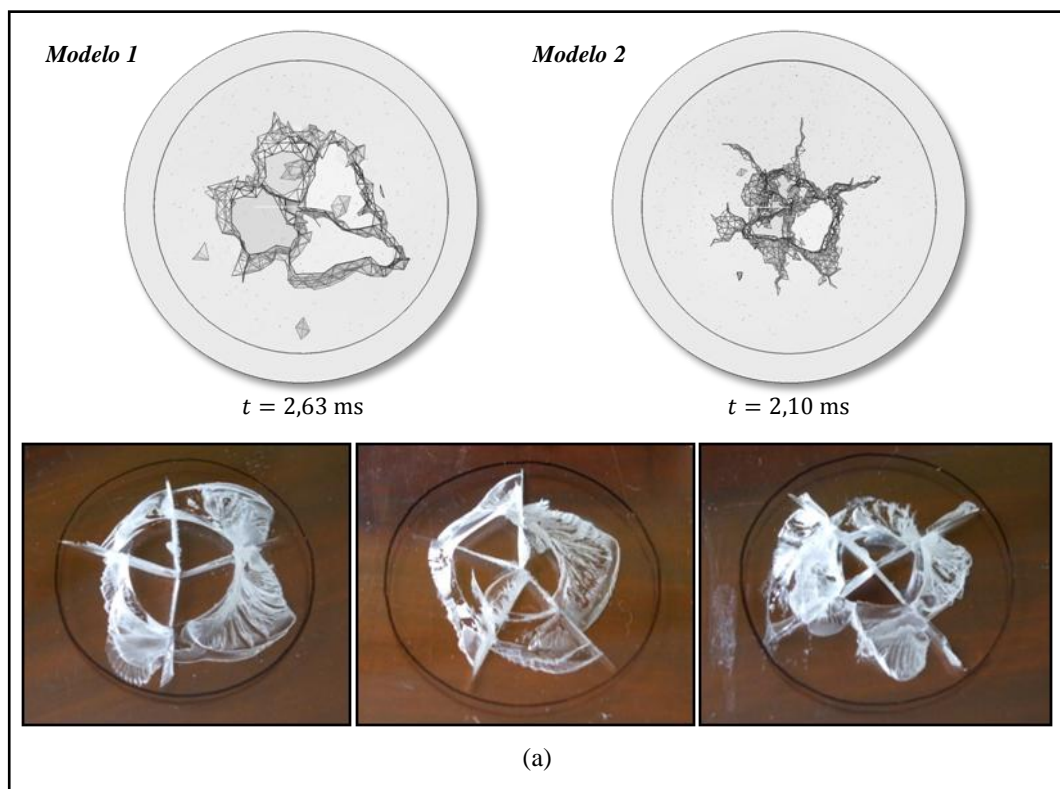 Modelo 1
Modelo 2
t = 2,63 ms
t = 2,10 ms
(a)